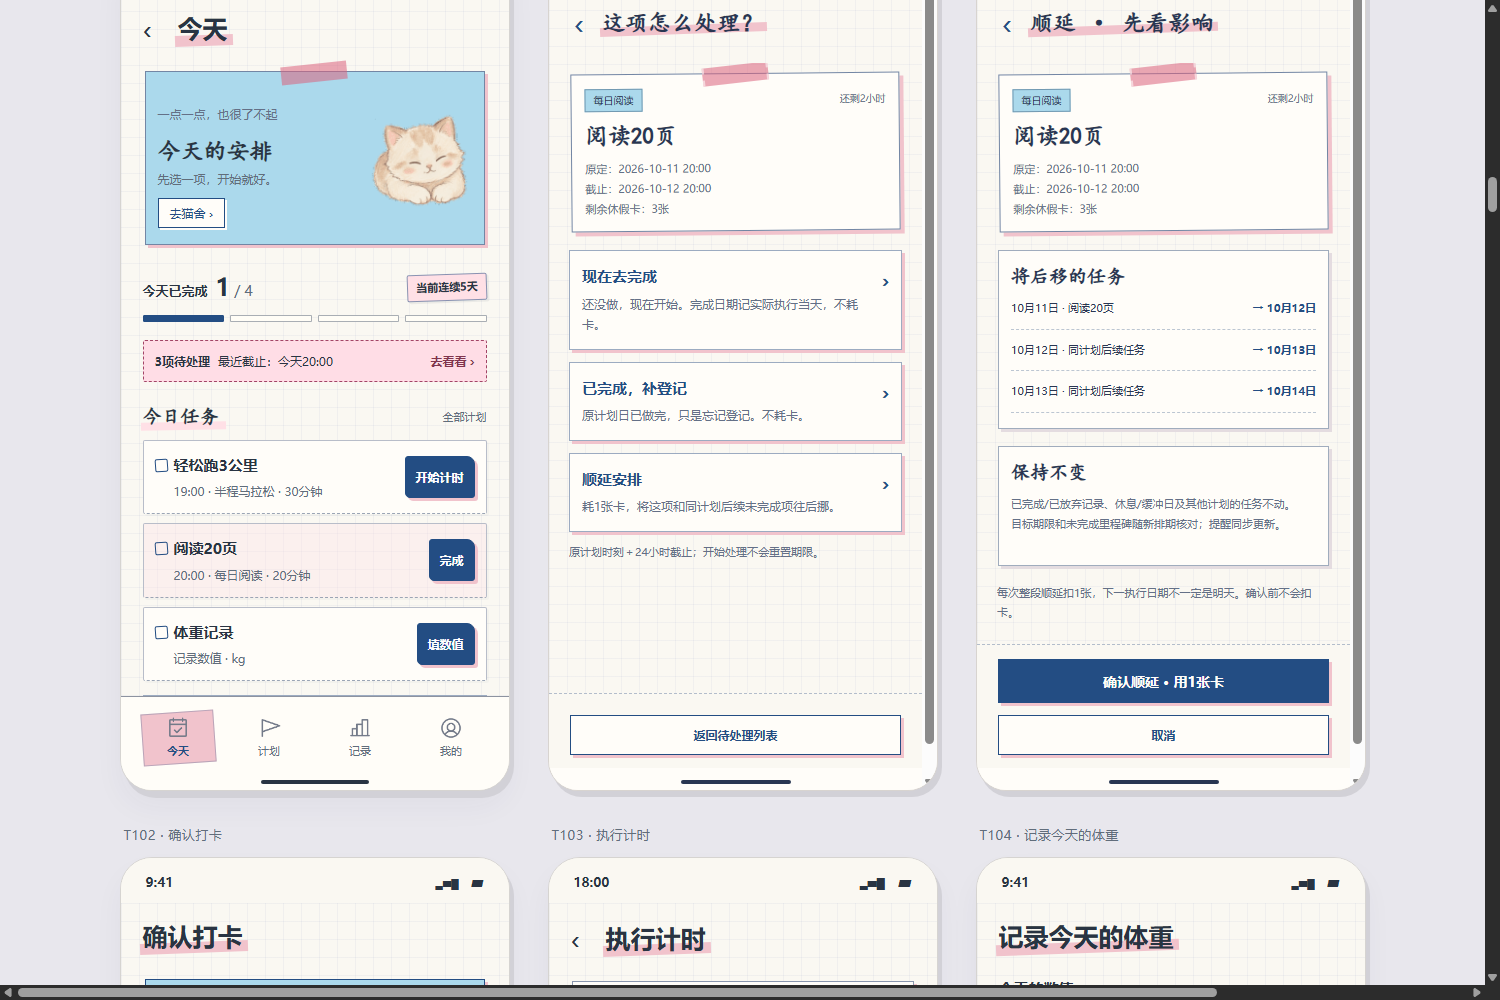 今天
一点一点，也很了不起
今天的安排
先选一项，开始就好。
去猫舍 ›
今天已完成 1 / 4
当前连续5天
3项待处理 最近截止：今天20:00 去看看 ›
今日任务
全部计划
轻松跑3公里
19:00 · 半程马拉松 · 30分钟
开始计时
阅读20页
20:00 · 每日阅读 · 20分钟
完成
体重记录
记录数值 · kg
填数值
今天
计划
记录
我的
这项怎么处理？
每日阅读
还剩2小时
阅读20页
原定：2026-10-11 20:00
截止：2026-10-12 20:00
剩余休假卡：3张
现在去完成
还没做，现在开始。完成日期记实际执行当天，不耗
卡。
已完成，补登记
原计划日已做完，只是忘记登记。不耗卡。
顺延安排
耗1张卡，将这项和同计划后续未完成项往后挪。
原计划时刻 + 24小时截止；开始处理不会重置期限。
返回待处理列表
顺延 • 先看影响
每日阅读
还剩2小时
阅读20页
原定：2026-10-11 20:00
截止：2026-10-12 20:00
剩余休假卡：3张
将后移的任务
10月11日 · 阅读20页 → 10月12日
10月12日 · 同计划后续任务 → 10月13日
10月13日 · 同计划后续任务 → 10月14日
保持不变
已完成/已放弃记录、休息/缓冲日及其他计划的任务不动。
目标期限和未完成里程碑随新排期核对；提醒同步更新。
每次整段顺延扣1张，下一执行日期不一定是明天。确认前不会扣
卡。
确认顺延 • 用1张卡
取消
T102 · 确认打卡
9:41
确认打卡
T103 · 执行计时
18:00
执行计时
T104 · 记录今天的体重
9:41
记录今天的体重